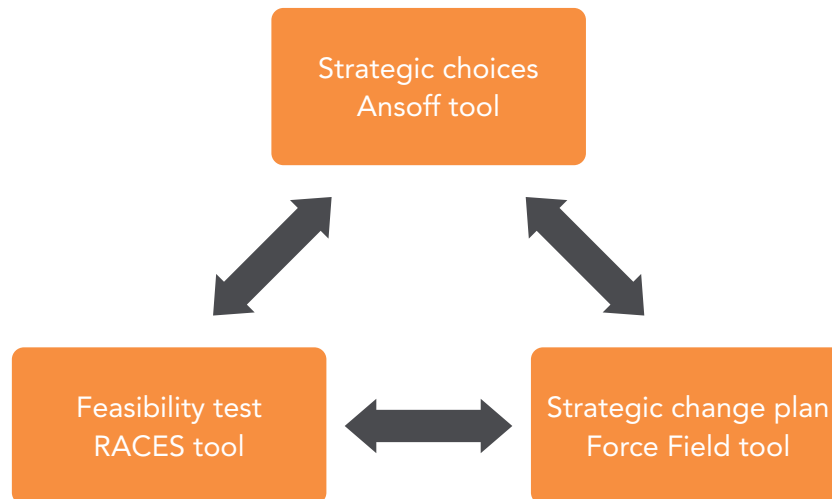 Strategic choices
Ansoff tool
Feasibility test
RACES tool
Strategic change plan
Force Field tool